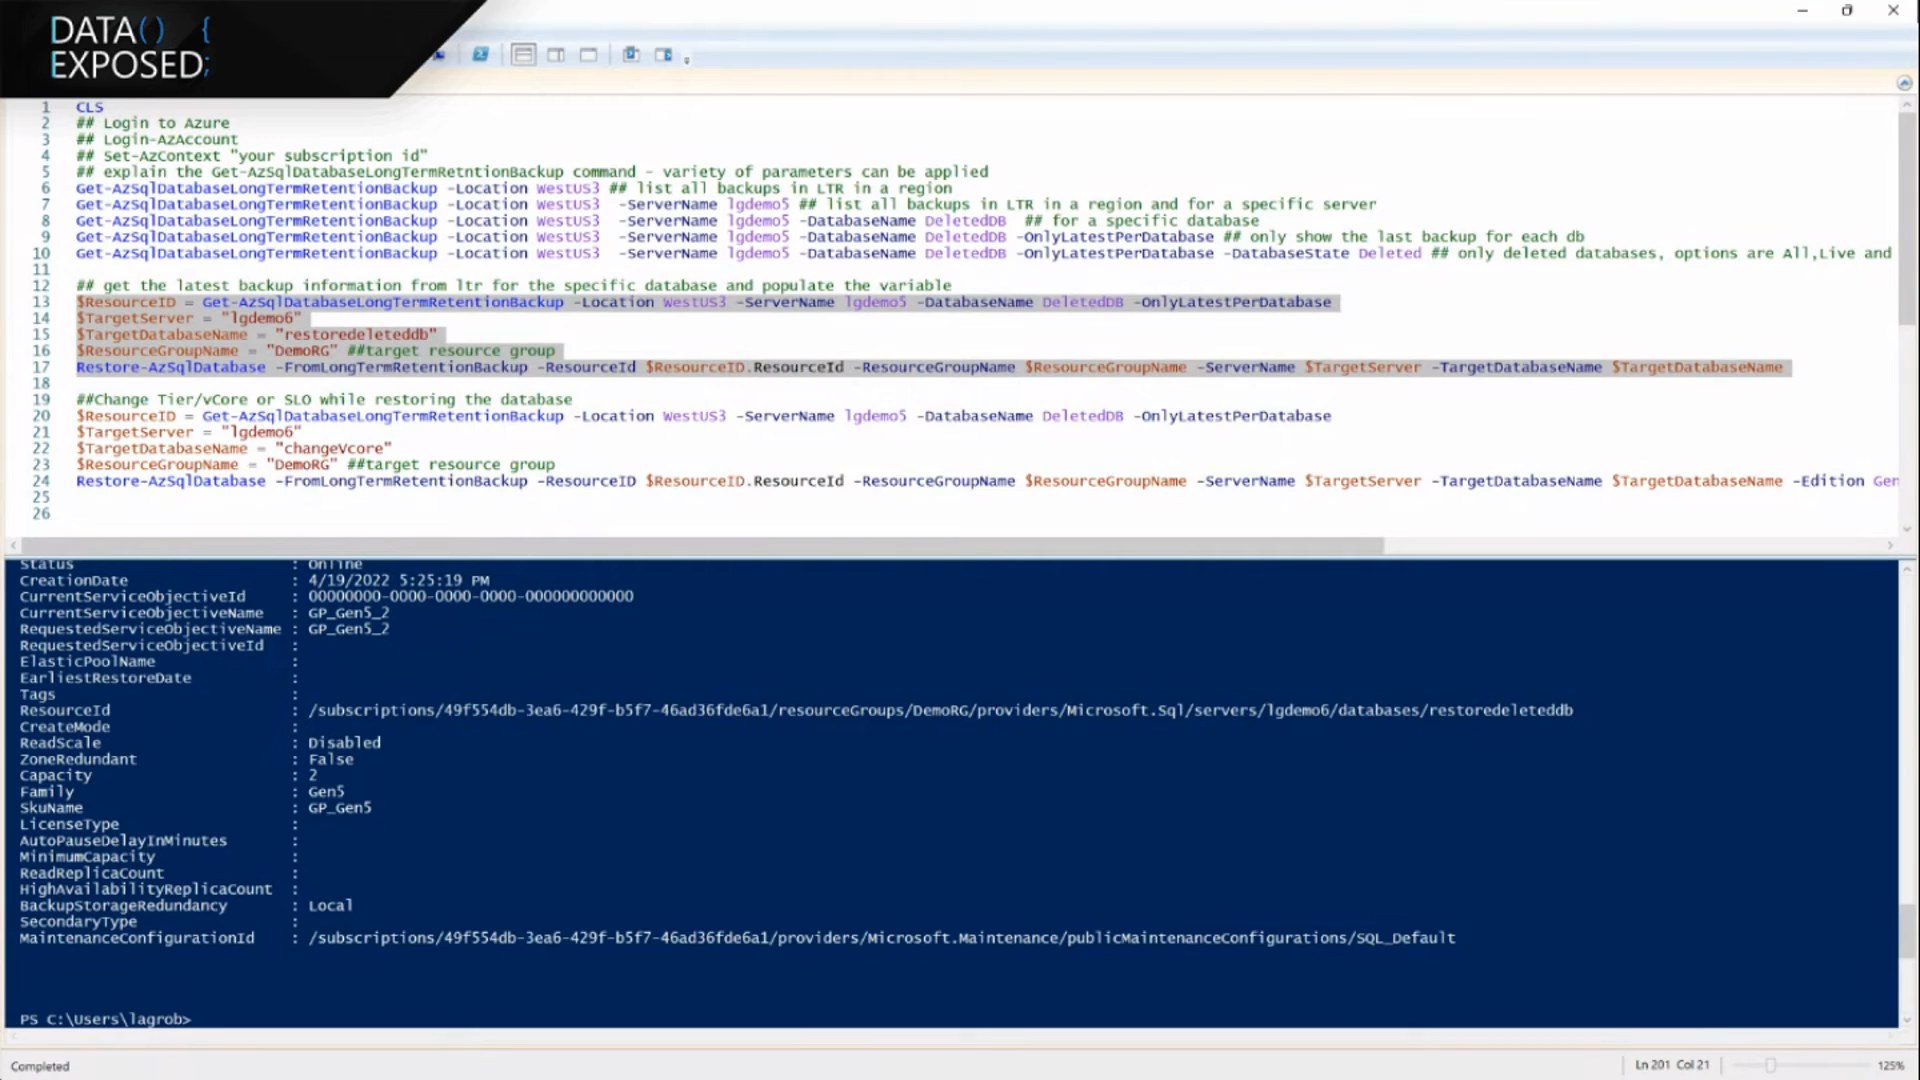 DATA() {
EXPOSED;
1 CLS
2 ## Login to Azure
3 ## Login-AzAccount
4 ## Set-AzContext "your subscription id"
5 ## explain the Get-AzSqlDatabaseLongTermRetntionBackup command - variety of parameters can be applied
6 Get-AzSqlDatabaseLongTermRetentionBackup -Location WestUS3 ## list all backups in LTR in a region
7 Get-AzSqlDatabaseLongTermRetentionBackup -Location WestUS3 -ServerName lgdemo5 ## list all backups in LTR in a region and for a specific server
8 Get-AzSqlDatabaseLongTermRetentionBackup -Location WestUS3 -ServerName lgdemo5 -DatabaseName DeletedDB ## for a specific database
9 Get-AzSqlDatabaseLongTermRetentionBackup -Location WestUS3 -ServerName lgdemo5 -DatabaseName DeletedDB -OnlyLatestPerDatabase ## only show the last backup for each db
10 Get-AzSqlDatabaseLongTermRetentionBackup -Location WestUS3 -ServerName lgdemo5 -DatabaseName DeletedDB -OnlyLatestPerDatabase -DatabaseState Deleted ## only deleted databases, options are All,Live and
11
12 ## get the latest backup information from ltr for the specific database and populate the variable
13 $ResourceID = Get-AzSqlDatabaseLongTermRetentionBackup -Location WestUS3 -ServerName lgdemo5 -DatabaseName DeletedDB -OnlyLatestPerDatabase
14 $TargetServer = "lgdemo6"
15 $TargetDatabaseName = "restoredeleteddb"
16 $ResourceGroupName = "DemoRG" ##target resource group
17 Restore-AzSqlDatabase -FromLongTermRetentionBackup -ResourceId $ResourceID.ResourceId -ResourceGroupName $ResourceGroupName -ServerName $TargetServer -TargetDatabaseName $TargetDatabaseName
18
19 ##Change Tier/vCore or SLO while restoring the database
20 $ResourceID = Get-AzSqlDatabaseLongTermRetentionBackup -Location WestUS3 -ServerName lgdemo5 -DatabaseName DeletedDB -OnlyLatestPerDatabase
21 $TargetServer = "lgdemo6"
22 $TargetDatabaseName = "changeVcore"
23 $ResourceGroupName = "DemoRG" ##target resource group
24 Restore-AzSqlDatabase -FromLongTermRetentionBackup -ResourceID $ResourceID.ResourceId -ResourceGroupName $ResourceGroupName -ServerName $TargetServer -TargetDatabaseName $TargetDatabaseName -Edition Gen
25
26
Status : Online
CreationDate : 4/19/2022 5:25:19 PM
CurrentServiceObjectiveId : 00000000-0000-0000-0000-000000000000
CurrentServiceObjectiveName : GP_Gen5_2
RequestedServiceObjectiveName : GP_Gen5_2
RequestedServiceObjectiveId :
ElasticPoolName :
EarliestRestoreDate :
Tags :
ResourceId : /subscriptions/49f554db-3ea6-429f-b5f7-46ad36fde6a1/resourceGroups/DemoRG/providers/Microsoft.Sql/servers/lgdemo6/databases/restoredeleteddb
CreateMode :
ReadScale : Disabled
ZoneRedundant : False
Capacity : 2
Family : Gen5
SkuName : GP_Gen5
LicenseType :
AutoPauseDelayInMinutes :
MinimumCapacity :
ReadReplicaCount :
HighAvailabilityReplicaCount :
BackupStorageRedundancy : Local
SecondaryType :
MaintenanceConfigurationId : /subscriptions/49f554db-3ea6-429f-b5f7-46ad36fde6a1/providers/Microsoft.Maintenance/publicMaintenanceConfigurations/SQL_Default
PS C:\Users\lagrob>
Completed
Ln 201 Col 21
125%